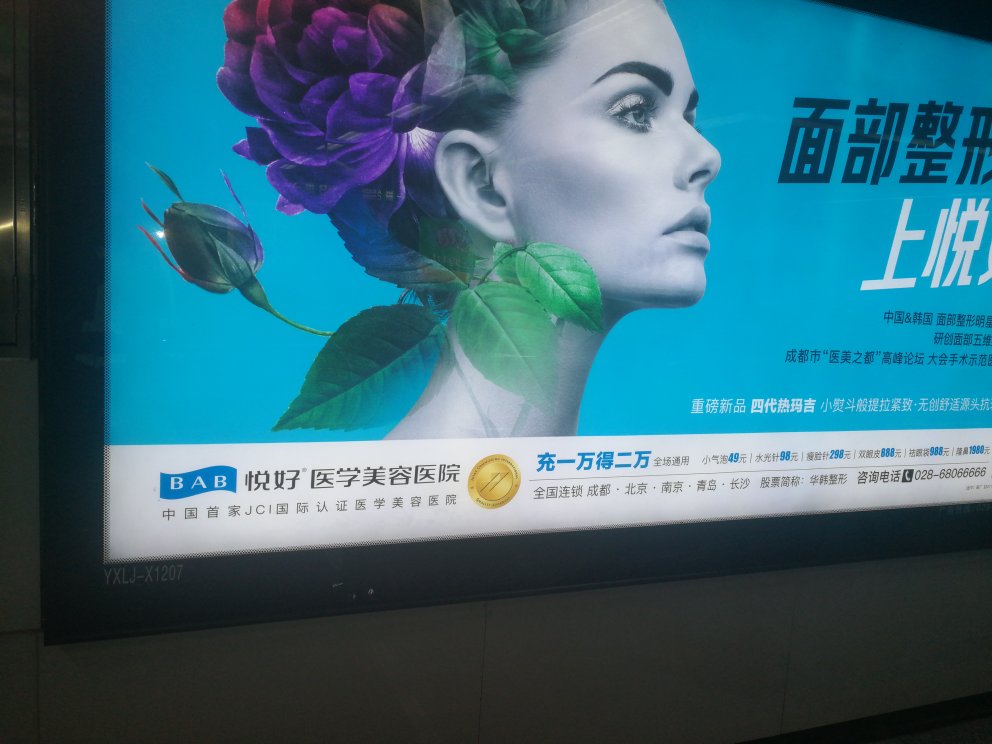 面部整形
上悦
中国&韩国 面部整形明星
研创面部五维
成都市“医美之都”高峰论坛 大会手术示范医
重磅新品 四代热玛吉 小熨斗般提拉紧致·无创舒适源头抗
BAB 悦好® 医学美容医院
中国首家JCI国际认证医学美容医院
充一万得二万 全场通用 小气泡49元 | 水光针98元 | 瘦脸针298元 | 双眼皮888元 | 祛眼袋988元 | 隆鼻1980元
全国连锁 成都·北京·南京·青岛·长沙 股票简称：华韩整形 咨询电话 028-68066666
YXLJ-X1207